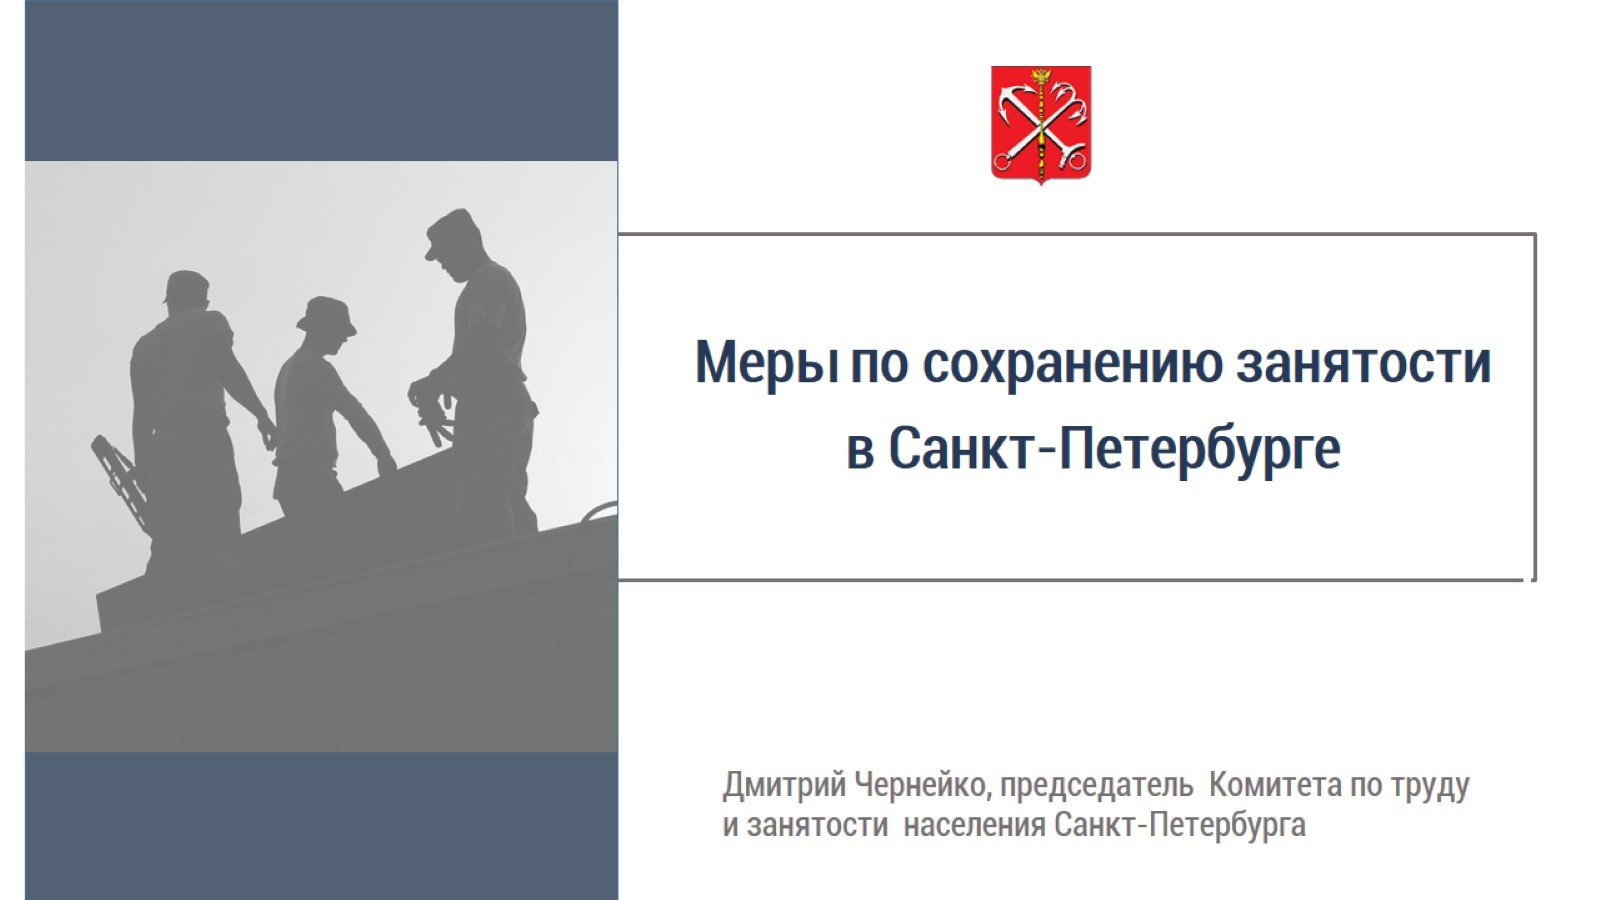 Меры по сохранению занятости
в Санкт-Петербурге
Дмитрий Чернейко, председатель Комитета по труду
и занятости населения Санкт-Петербурга